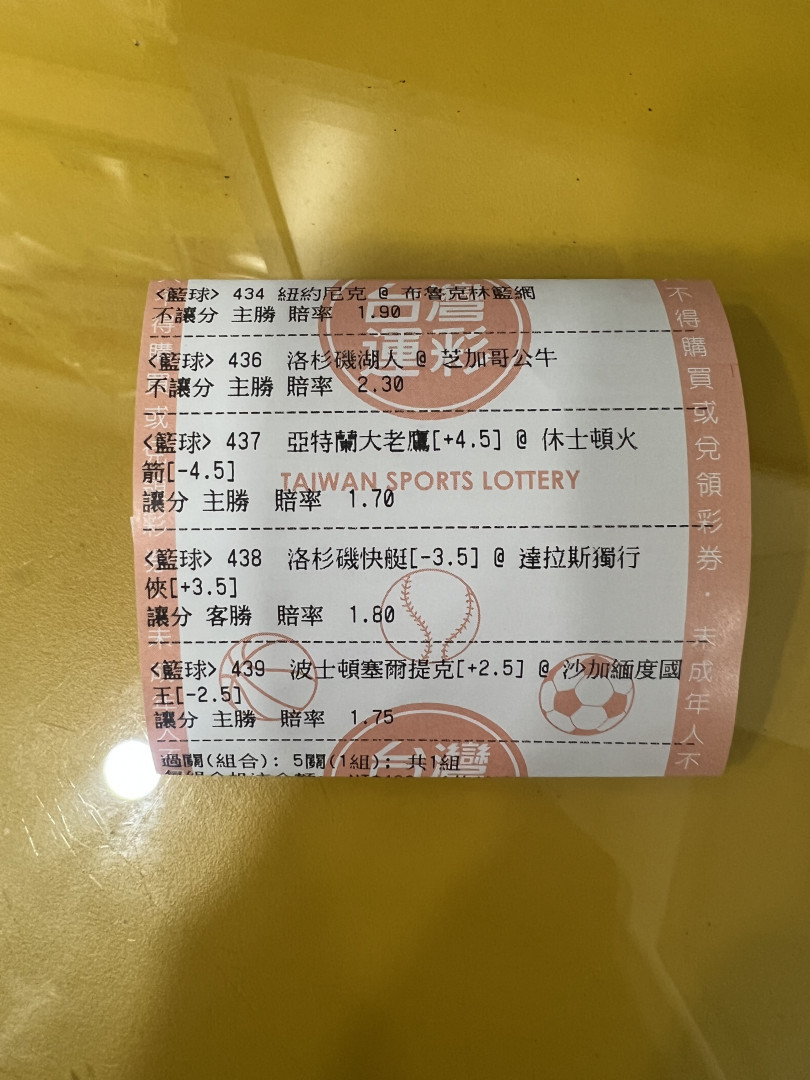 <籃球> 434 紐約尼克 @ 布魯克林籃網
不讓分 主勝 賠率 1.90
<籃球> 436 洛杉磯湖人 @ 芝加哥公牛
不讓分 主勝 賠率 2.30
<籃球> 437 亞特蘭大老鷹[+4.5] @ 休士頓火
箭[-4.5]
讓分 主勝 賠率 1.70
<籃球> 438 洛杉磯快艇[-3.5] @ 達拉斯獨行
俠[+3.5]
讓分 客勝 賠率 1.80
<籃球> 439 波士頓塞爾提克[+2.5] @ 沙加緬度國
王[-2.5]
讓分 主勝 賠率 1.75
過關(組合): 5關(1組); 共1組
台灣
運彩
TAIWAN SPORTS LOTTERY
台灣
不得購買或兌領彩券．未成年人不